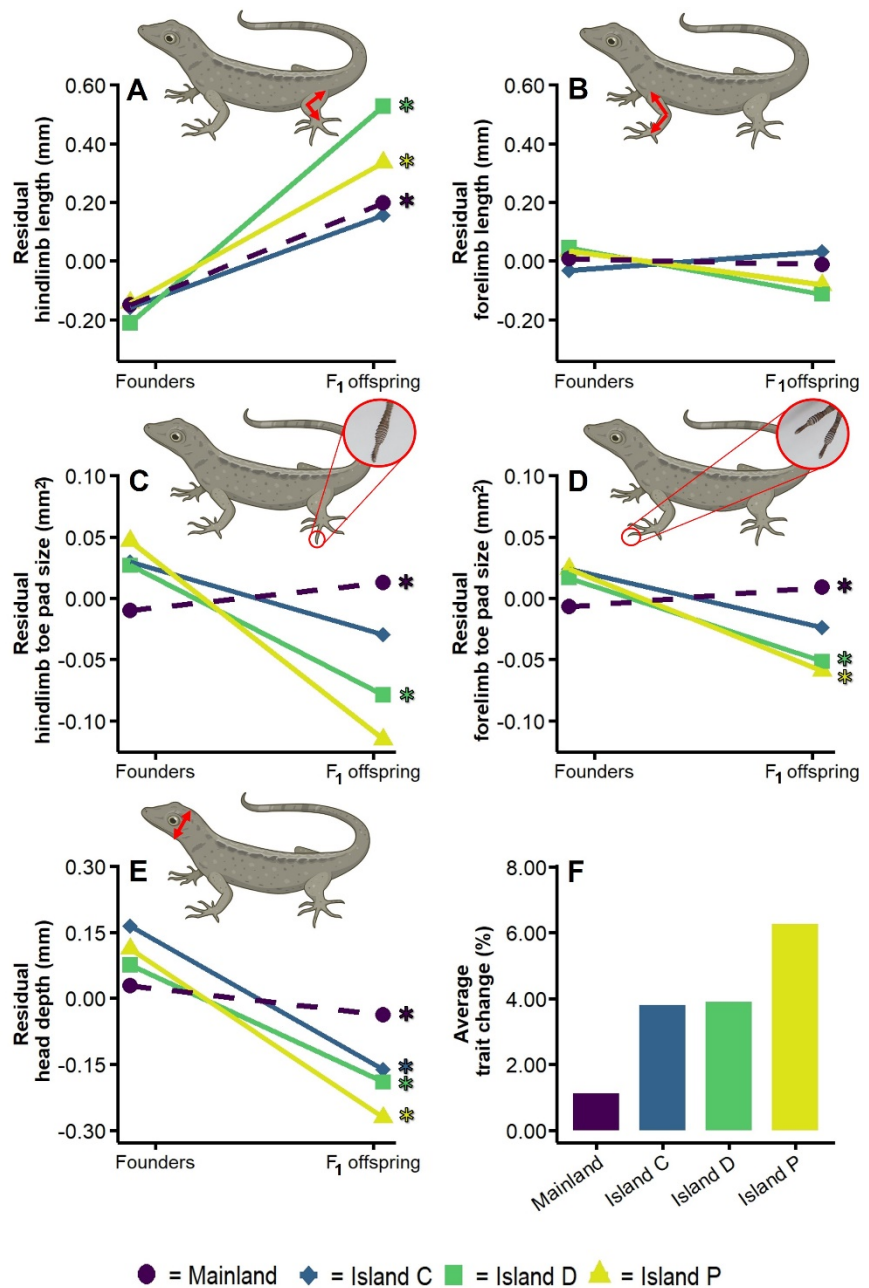 A
Residual
hindlimb length (mm)
0.60
0.40
0.20
0.00
-0.20
*
*
*
Founders
F1 offspring
B
Residual
forelimb length (mm)
0.60
0.40
0.20
0.00
-0.20
Founders
F1 offspring
C
Residual
hindlimb toe pad size (mm²)
0.10
0.05
0.00
-0.05
-0.10
*
*
Founders
F1 offspring
D
Residual
forelimb toe pad size (mm²)
0.10
0.05
0.00
-0.05
-0.10
*
*
*
Founders
F1 offspring
E
Residual
head depth (mm)
0.30
0.15
0.00
-0.15
-0.30
*
*
*
*
Founders
F1 offspring
F
Average
trait change (%)
8.00
6.00
4.00
2.00
0.00
Mainland
Island C
Island D
Island P
= Mainland = Island C = Island D = Island P